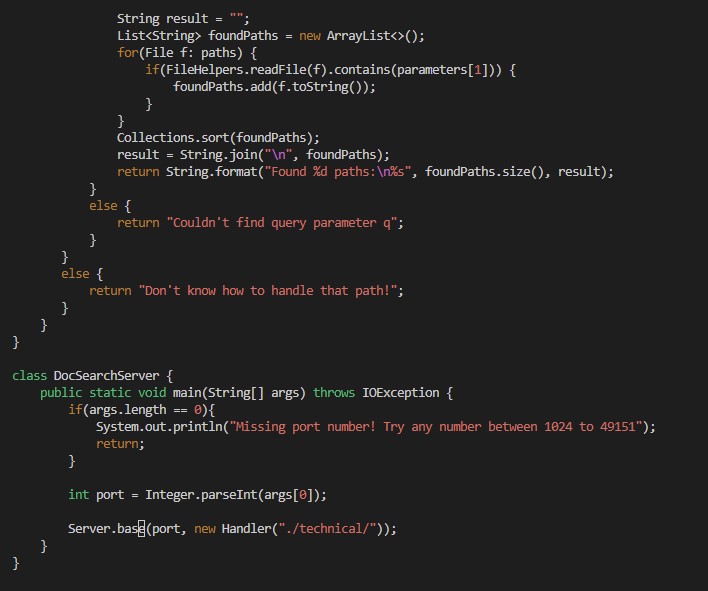 String result = "";
List<String> foundPaths = new ArrayList<>();
for(File f: paths) {
if(FileHelpers.readFile(f).contains(parameters[1])) {
foundPaths.add(f.toString());
}
}
Collections.sort(foundPaths);
result = String.join("\n", foundPaths);
return String.format("Found %d paths:\n%s", foundPaths.size(), result);
}
else {
return "Couldn't find query parameter q";
}
}
else {
return "Don't know how to handle that path!";
}
}
}
class DocSearchServer {
public static void main(String[] args) throws IOException {
if(args.length == 0){
System.out.println("Missing port number! Try any number between 1024 to 49151");
return;
}
int port = Integer.parseInt(args[0]);
Server.base(port, new Handler("./technical/"));
}
}